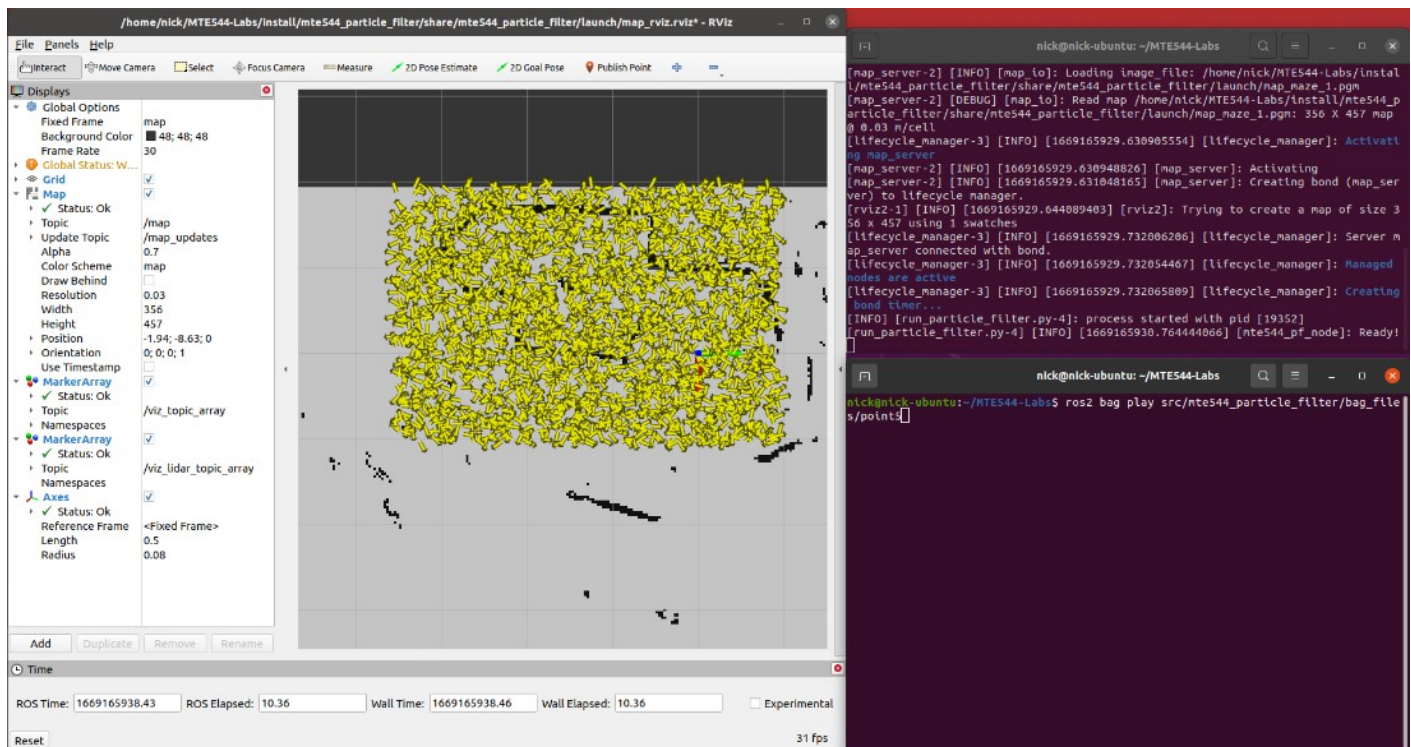 /home/nick/MTE544-Labs/install/mte544_particle_filter/share/mte544_particle_filter/launch/map_rviz.rviz* - RViz
File Panels Help
Interact Move Camera Select Focus Camera Measure 2D Pose Estimate 2D Goal Pose Publish Point
Displays
Global Options
Fixed Frame map
Background Color 48; 48; 48
Frame Rate 30
Global Status: W...
Grid
Map
Status: Ok
Topic /map
Update Topic /map_updates
Alpha 0.7
Color Scheme map
Draw Behind
Resolution 0.03
Width 356
Height 457
Position -1.94; -8.63; 0
Orientation 0; 0; 0; 1
Use Timestamp
MarkerArray
Status: Ok
Topic /viz_topic_array
Namespaces
MarkerArray
Status: Ok
Topic /viz_lidar_topic_array
Namespaces
Axes
Status: Ok
Reference Frame <Fixed Frame>
Length 0.5
Radius 0.08
Add Duplicate Remove Rename
Time
ROS Time: 1669165938.43 ROS Elapsed: 10.36 Wall Time: 1669165938.46 Wall Elapsed: 10.36 Experimental
Reset 31 fps
nick@nick-ubuntu: ~/MTE544-Labs
[map_server-2] [INFO] [map_io]: Loading image_file: /home/nick/MTE544-Labs/instal
l/mte544_particle_filter/share/mte544_particle_filter/launch/map_maze_1.pgm
[map_server-2] [DEBUG] [map_io]: Read map /home/nick/MTE544-Labs/install/mte544_p
article_filter/share/mte544_particle_filter/launch/map_maze_1.pgm: 356 X 457 map
@ 0.03 m/cell
[lifecycle_manager-3] [INFO] [1669165929.630905554] [lifecycle_manager]: Activati
ng map_server
[map_server-2] [INFO] [1669165929.630948826] [map_server]: Activating
[map_server-2] [INFO] [1669165929.631048165] [map_server]: Creating bond (map_ser
ver) to lifecycle manager.
[rviz2-1] [INFO] [1669165929.644089403] [rviz2]: Trying to create a map of size 3
56 x 457 using 1 swatches
[lifecycle_manager-3] [INFO] [1669165929.732006206] [lifecycle_manager]: Server m
ap_server connected with bond.
[lifecycle_manager-3] [INFO] [1669165929.732054467] [lifecycle_manager]: Managed
nodes are active
[lifecycle_manager-3] [INFO] [1669165929.732065809] [lifecycle_manager]: Creating
bond timer...
[INFO] [run_particle_filter.py-4]: process started with pid [19352]
[run_particle_filter.py-4] [INFO] [1669165930.764444066] [mte544_pf_node]: Ready!
nick@nick-ubuntu: ~/MTE544-Labs
nick@nick-ubuntu:~/MTE544-Labs$ ros2 bag play src/mte544_particle_filter/bag_file
s/point5